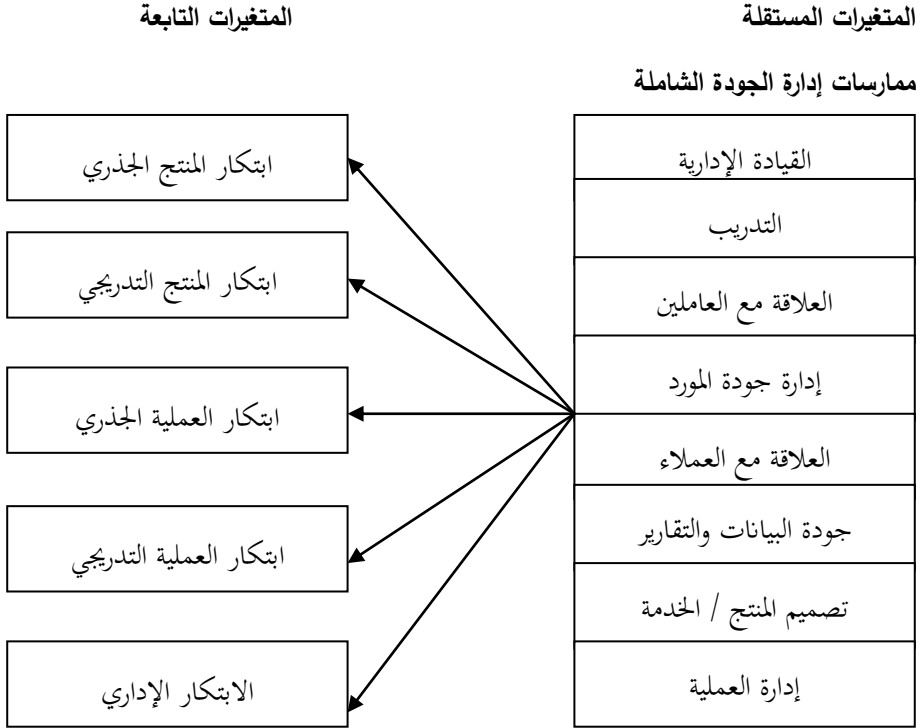 المتغيرات المستقلة
المتغيرات التابعة
ممارسات إدارة الجودة الشاملة
القيادة الإدارية
التدريب
العلاقة مع العاملين
إدارة جودة المورد
العلاقة مع العملاء
جودة البيانات والتقارير
تصميم المنتج / الخدمة
إدارة العملية
ابتكار المنتج الجذري
ابتكار المنتج التدريجي
ابتكار العملية الجذري
ابتكار العملية التدريجي
الابتكار الإداري